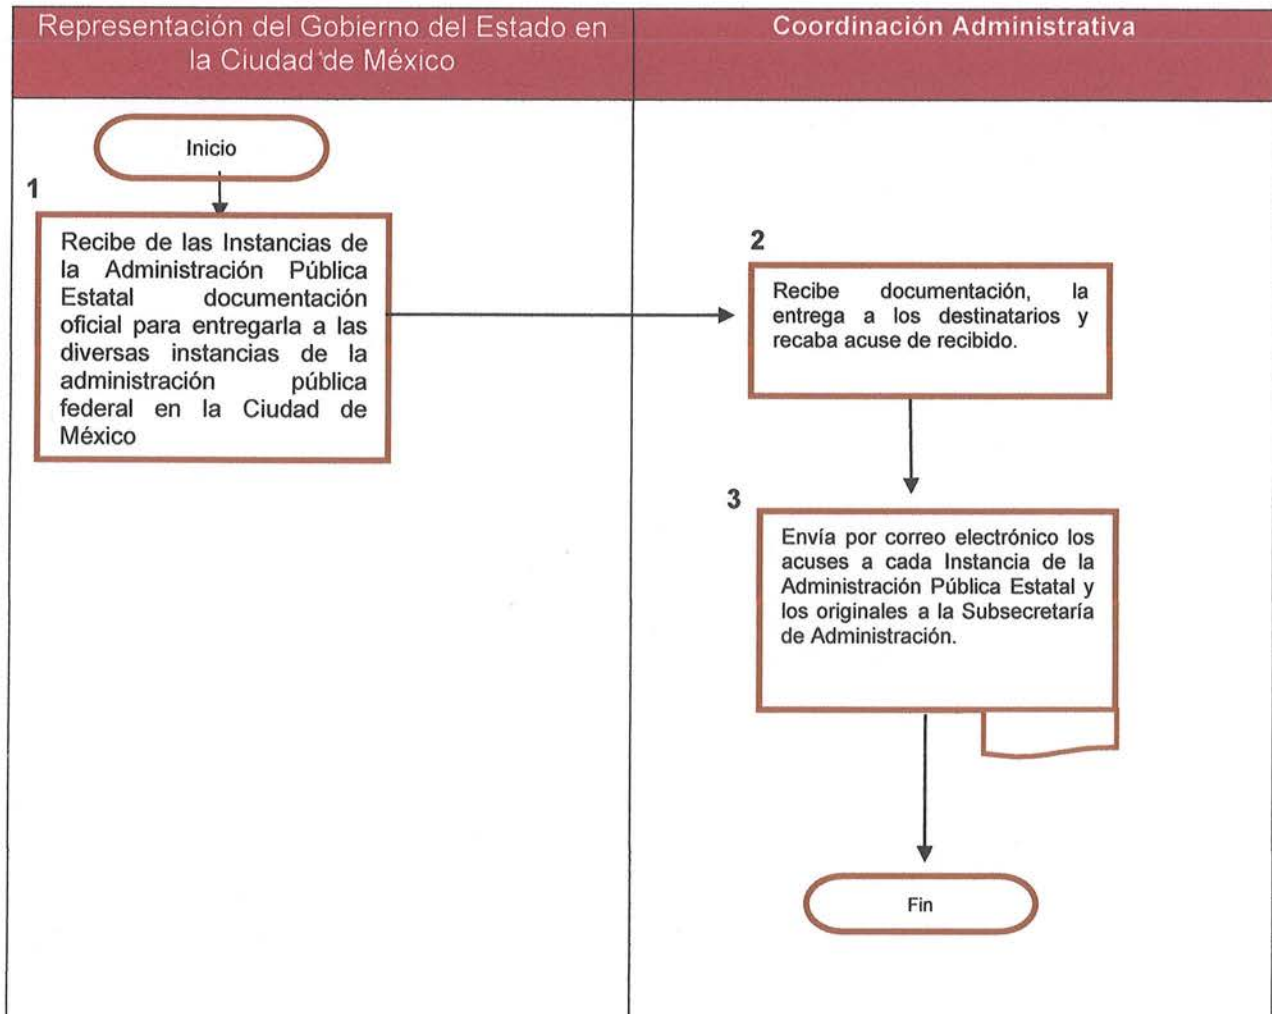 Representación del Gobierno del Estado en
la Ciudad de México
Coordinación Administrativa
Inicio
1
Recibe de las Instancias de
la Administración Pública
Estatal documentación
oficial para entregarla a las
diversas instancias de la
administración pública
federal en la Ciudad de
México
2
Recibe documentación, la
entrega a los destinatarios y
recaba acuse de recibido.
3
Envía por correo electrónico los
acuses a cada Instancia de la
Administración Pública Estatal y
los originales a la Subsecretaría
de Administración.
Fin